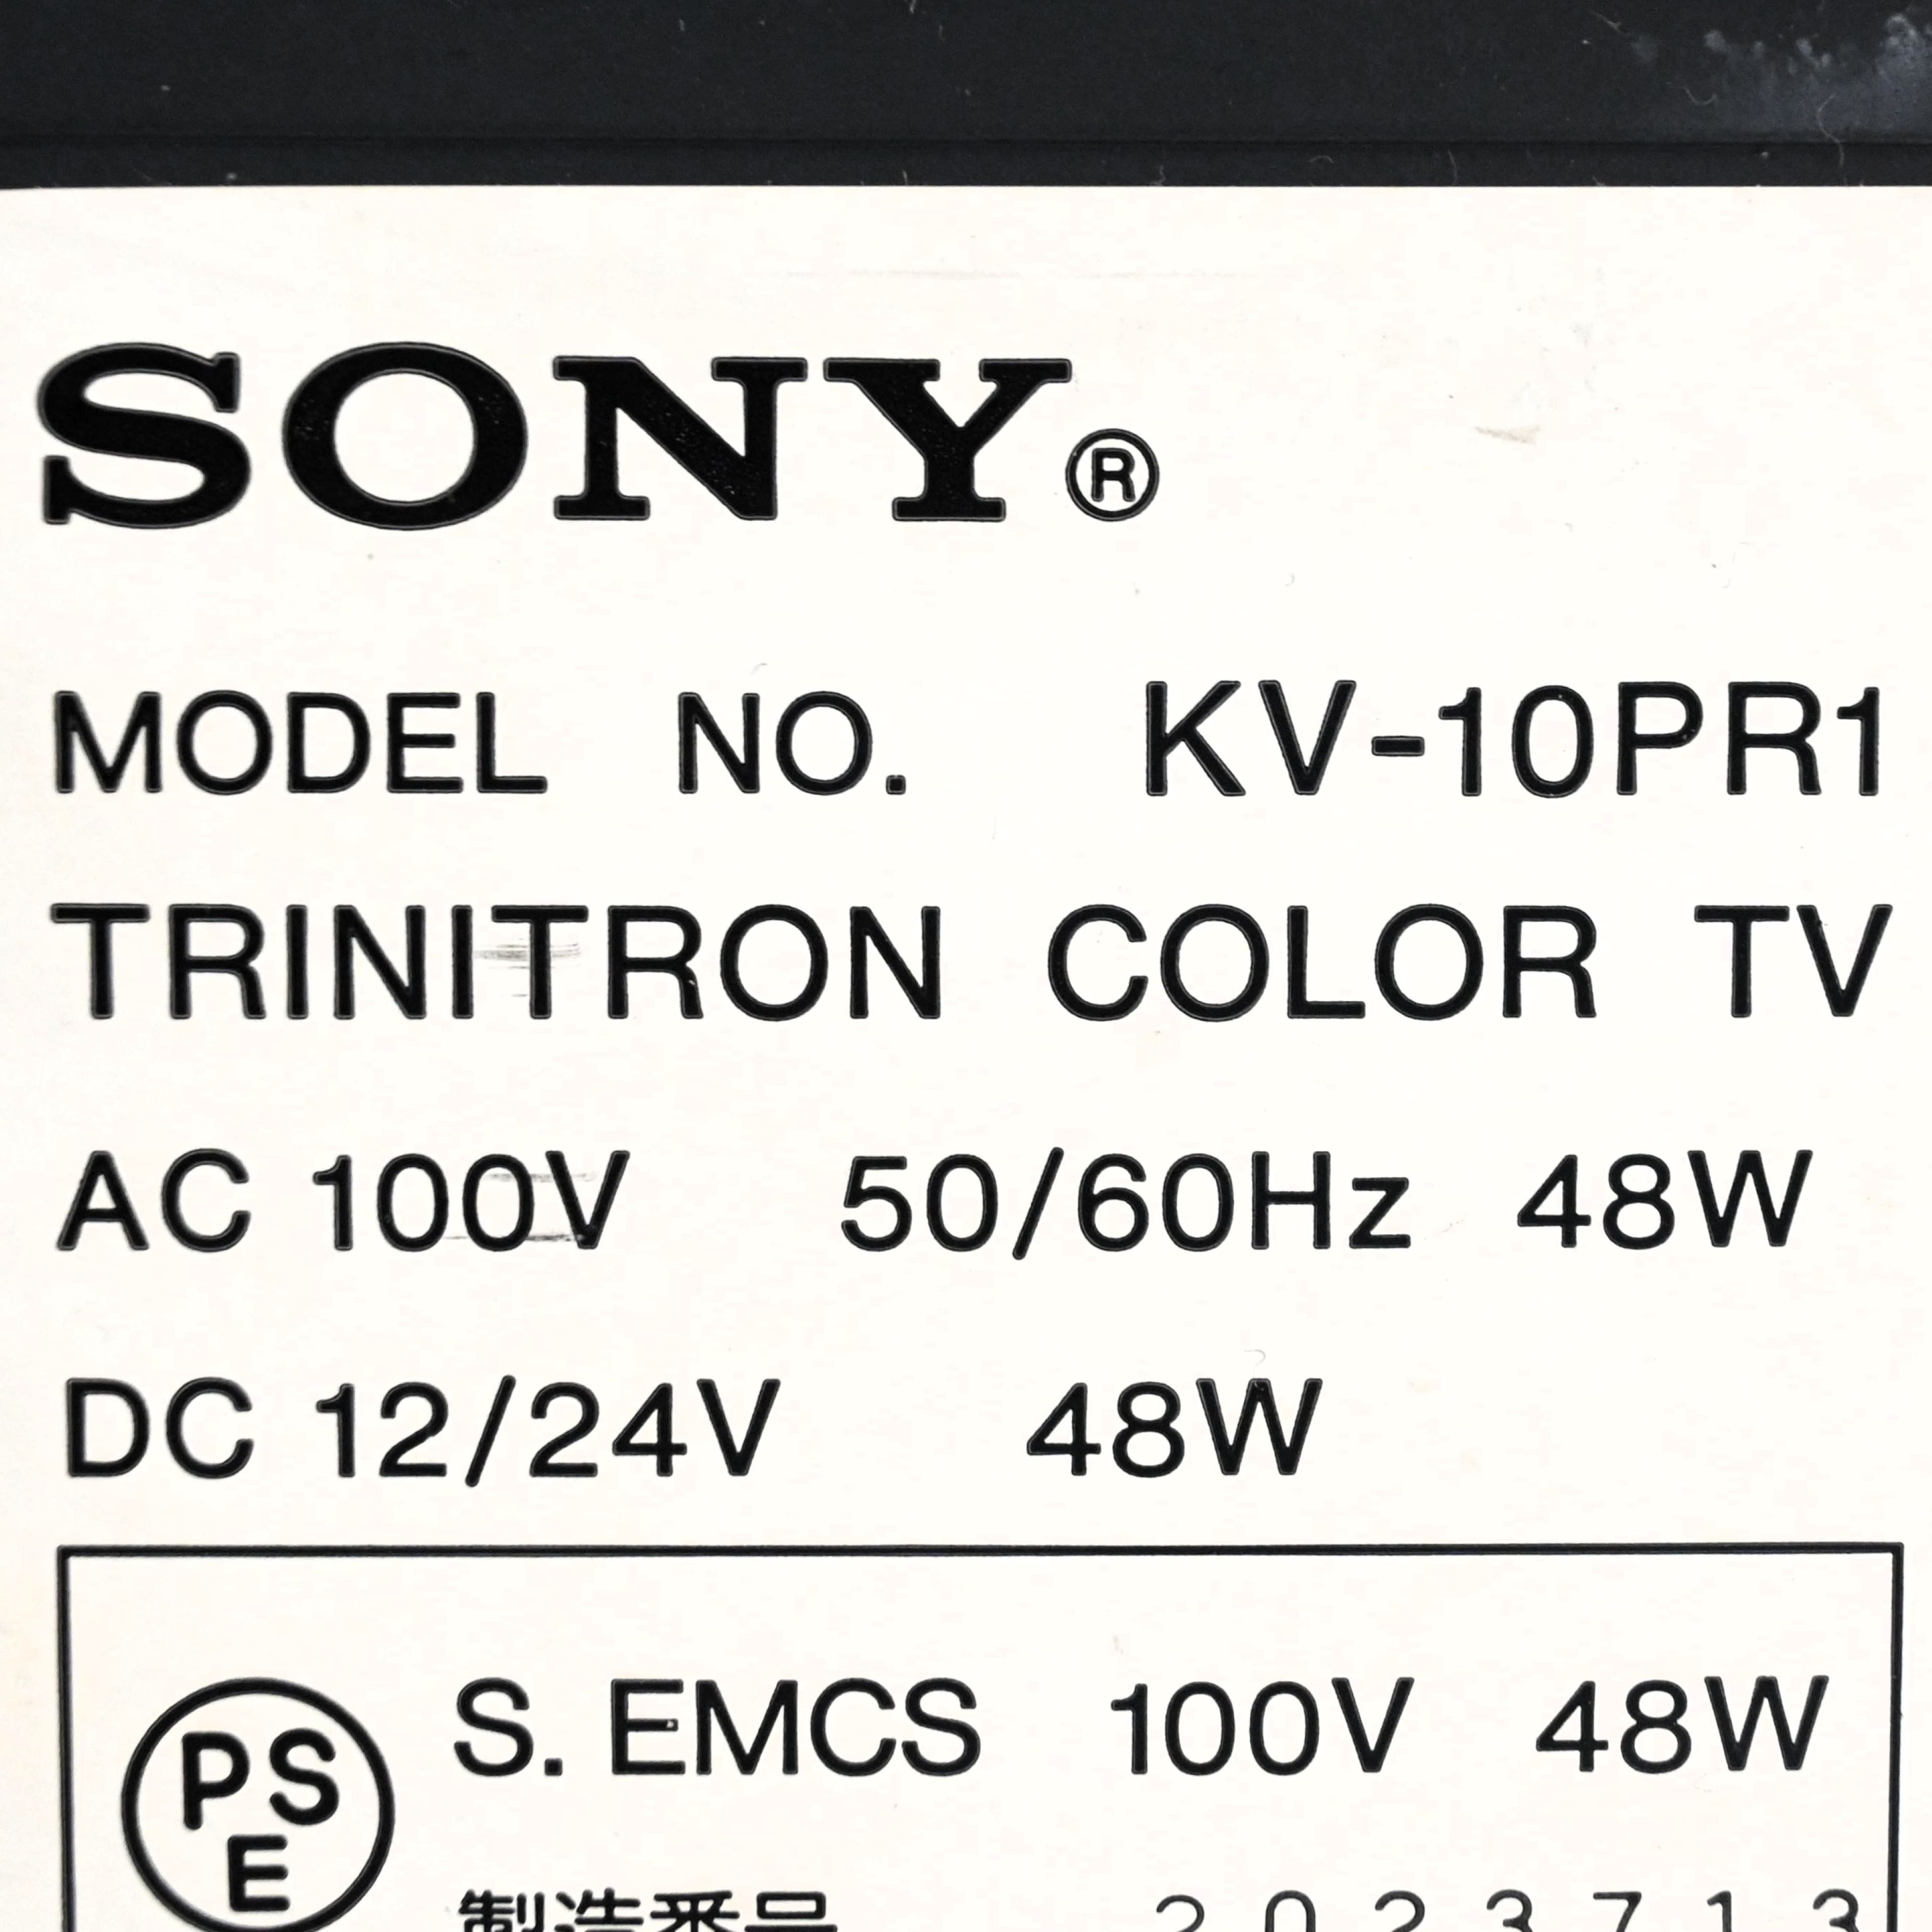 SONY®
MODEL NO. KV-10PR1
TRINITRON COLOR TV
AC 100V 50/60Hz 48W
DC 12/24V 48W
PS
E
S. EMCS 100V 48W
製造番号 2023713